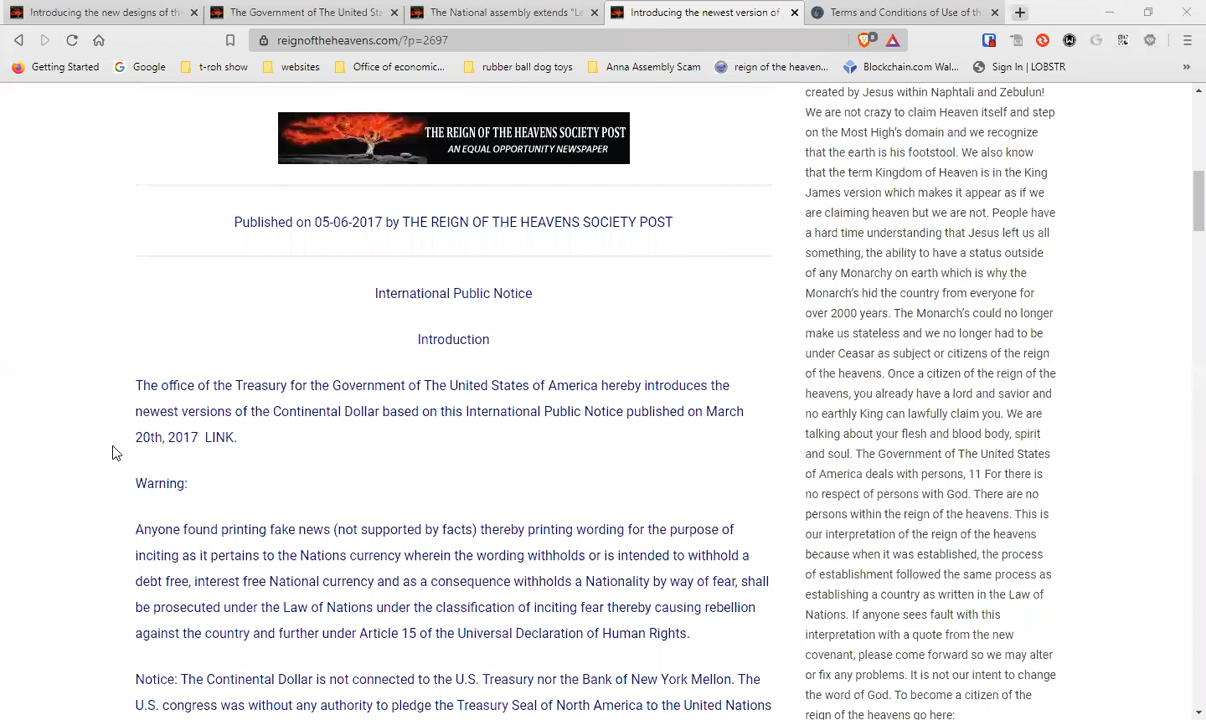 Introducing the new designs of th
The Government of The United Sta
The National assembly extends "Le
Introducing the newest version of
Terms and Conditions of Use of th
reignoftheheavens.com/?p=2697
Getting Started
Google
t-roh show
websites
Office of economic...
rubber ball dog toys
Anna Assembly Scam
reign of the heaven...
Blockchain.com Wal...
Sign In | LOBSTR
THE REIGN OF THE HEAVENS SOCIETY POST
AN EQUAL OPPORTUNITY NEWSPAPER
Published on 05-06-2017 by THE REIGN OF THE HEAVENS SOCIETY POST
International Public Notice
Introduction
The office of the Treasury for the Government of The United States of America hereby introduces the
newest versions of the Continental Dollar based on this International Public Notice published on March
20th, 2017 LINK.
Warning:
Anyone found printing fake news (not supported by facts) thereby printing wording for the purpose of
inciting as it pertains to the Nations currency wherein the wording withholds or is intended to withhold a
debt free, interest free National currency and as a consequence withholds a Nationality by way of fear, shall
be prosecuted under the Law of Nations under the classification of inciting fear thereby causing rebellion
against the country and further under Article 15 of the Universal Declaration of Human Rights.
Notice: The Continental Dollar is not connected to the U.S. Treasury nor the Bank of New York Mellon. The
U.S. congress was without any authority to pledge the Treasury Seal of North America to the United Nations
created by Jesus within Naphtali and Zebulun!
We are not crazy to claim Heaven itself and step
on the Most High's domain and we recognize
that the earth is his footstool. We also know
that the term Kingdom of Heaven is in the King
James version which makes it appear as if we
are claiming heaven but we are not. People have
a hard time understanding that Jesus left us all
something, the ability to have a status outside
of any Monarchy on earth which is why the
Monarch's hid the country from everyone for
over 2000 years. The Monarch's could no longer
make us stateless and we no longer had to be
under Ceasar as subject or citizens of the reign
of the heavens. Once a citizen of the reign of the
heavens, you already have a lord and savior and
no earthly King can lawfully claim you. We are
talking about your flesh and blood body, spirit
and soul. The Government of The United States
of America deals with persons, 11 For there is
no respect of persons with God. There are no
persons within the reign of the heavens. This is
our interpretation of the reign of the heavens
because when it was established, the process
of establishment followed the same process as
establishing a country as written in the Law of
Nations. If anyone sees fault with this
interpretation with a quote from the new
covenant, please come forward so we may alter
or fix any problems. It is not our intent to change
the word of God. To become a citizen of the
reign of the heavens go here: